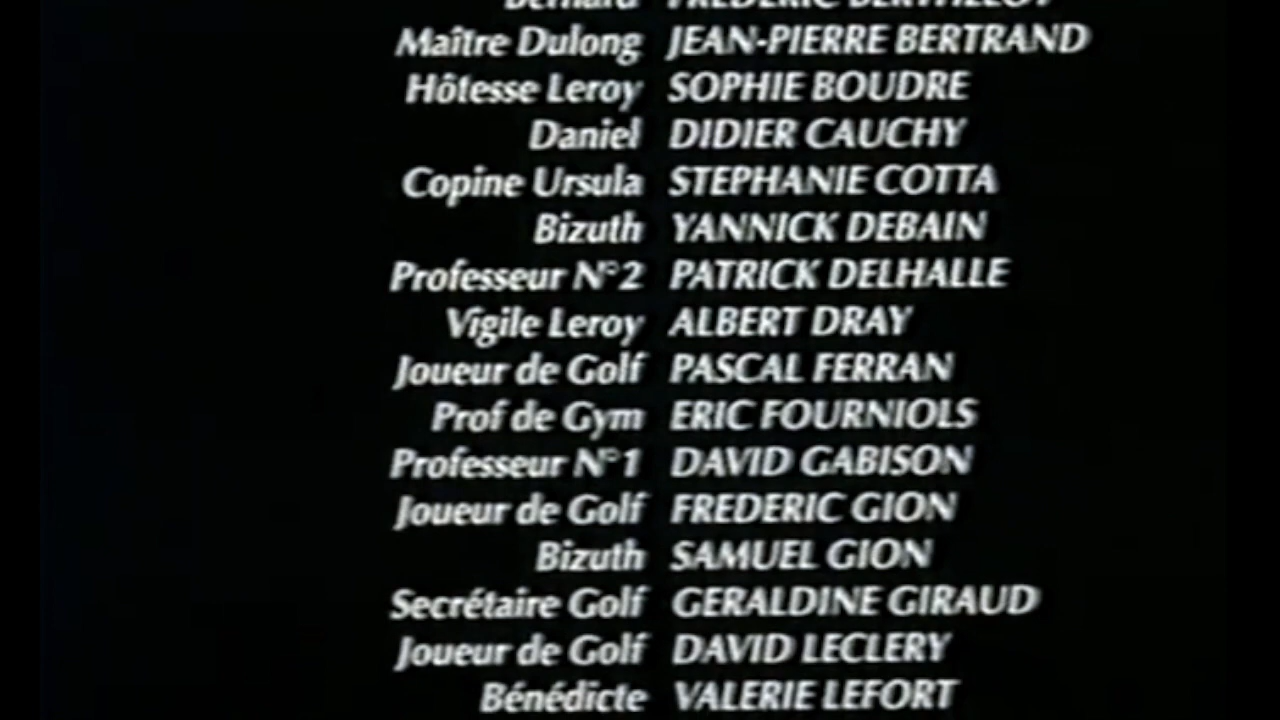 Bernard FREDERIC BERTHILLOT
Maître Dulong JEAN-PIERRE BERTRAND
Hôtesse Leroy SOPHIE BOUDRE
Daniel DIDIER CAUCHY
Copine Ursula STEPHANIE COTTA
Bizuth YANNICK DEBAIN
Professeur N°2 PATRICK DELHALLE
Vigile Leroy ALBERT DRAY
Joueur de Golf PASCAL FERRAN
Prof de Gym ERIC FOURNIOLS
Professeur N°1 DAVID GABISON
Joueur de Golf FREDERIC GION
Bizuth SAMUEL GION
Secrétaire Golf GERALDINE GIRAUD
Joueur de Golf DAVID LECLERY
Bénédicte VALERIE LEFORT